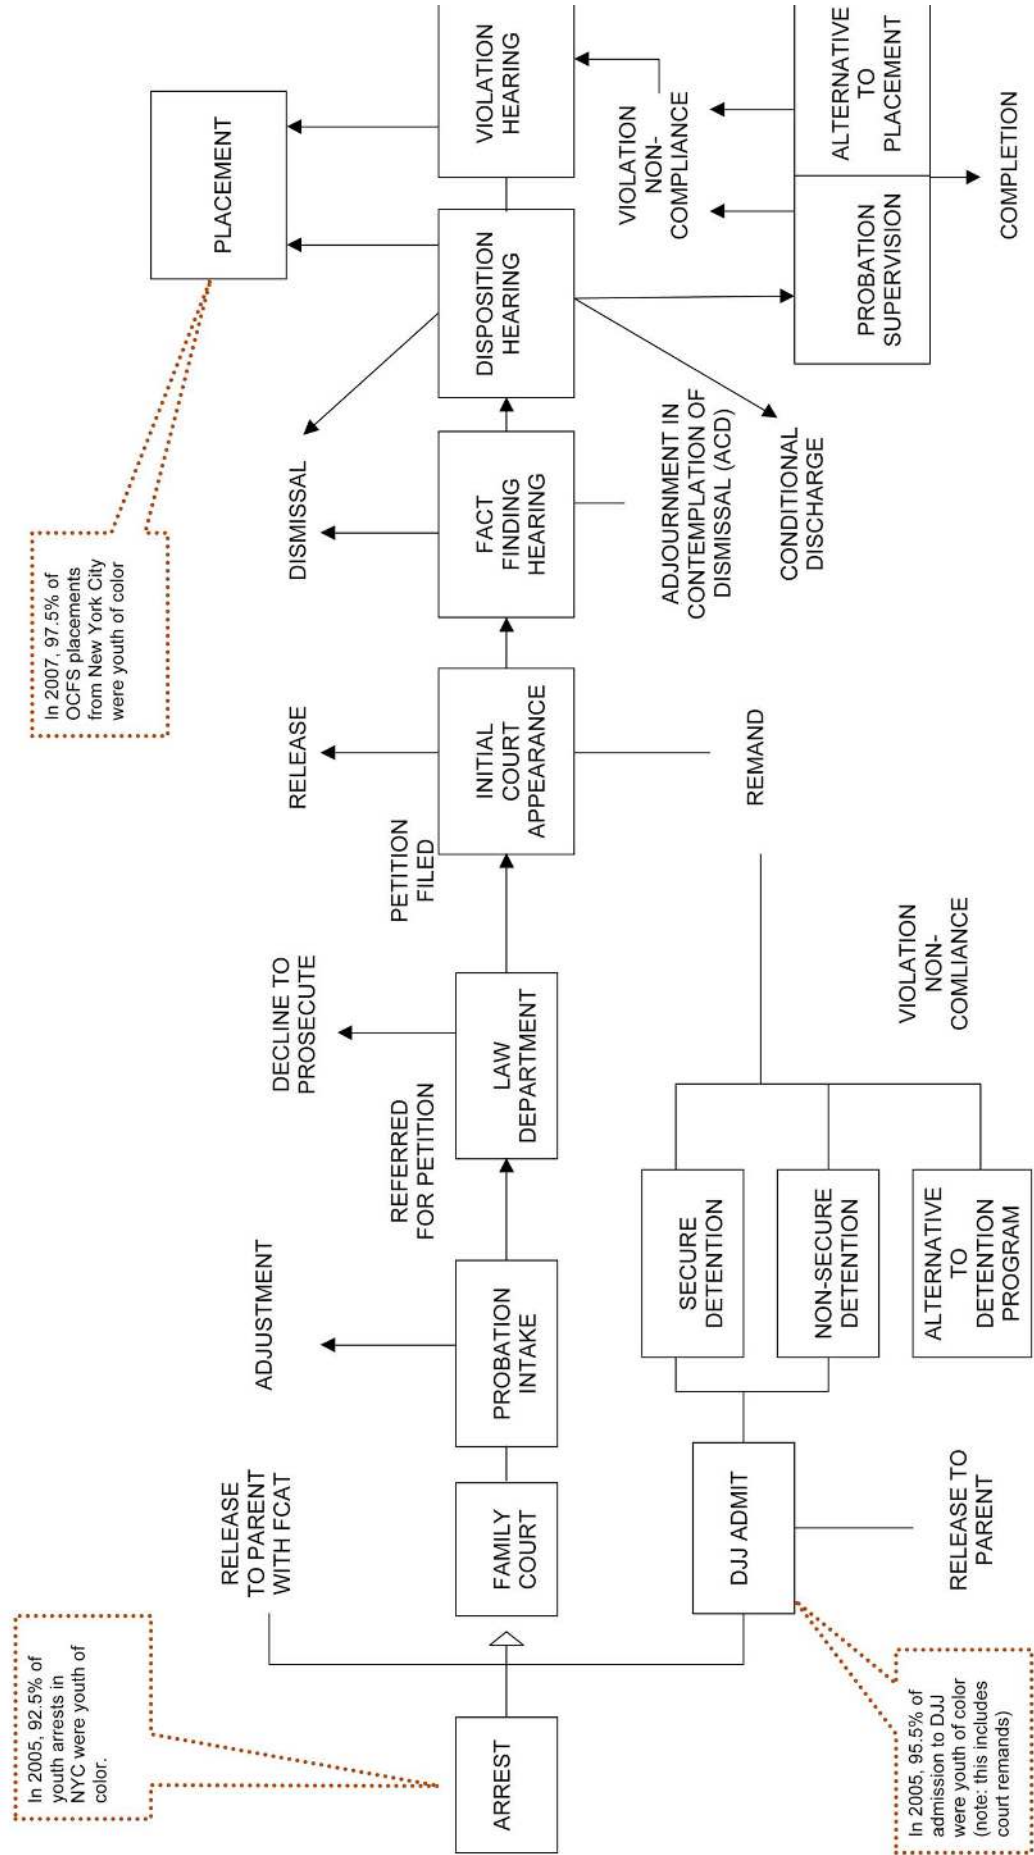 In 2005, 92.5% of
youth arrests in
NYC were youth of
color.
In 2007, 97.5% of
OCFS placements
from New York City
were youth of color
PLACEMENT
RELEASE
TO PARENT
WITH FCAT
ADJUSTMENT
DECLINE TO
PROSECUTE
RELEASE
DISMISSAL
REFERRED
FOR PETITION
PETITION
FILED
ARREST
FAMILY
COURT
PROBATION
INTAKE
LAW
DEPARTMENT
INITIAL
COURT
APPEARANCE
FACT
FINDING
HEARING
DISPOSITION
HEARING
VIOLATION
HEARING
VIOLATION
NON-
COMPLIANCE
ADJOURNMENT IN
CONTEMPLATION OF
DISMISSAL (ACD)
CONDITIONAL
DISCHARGE
REMAND
DJJ ADMIT
SECURE
DETENTION
NON-SECURE
DETENTION
ALTERNATIVE
TO
DETENTION
PROGRAM
VIOLATION
NON-
COMLIANCE
PROBATION
SUPERVISION
ALTERNATIVE
TO
PLACEMENT
COMPLETION
RELEASE TO
PARENT
In 2005, 95.5% of
admission to DJJ
were youth of color
(note: this includes
court remands)